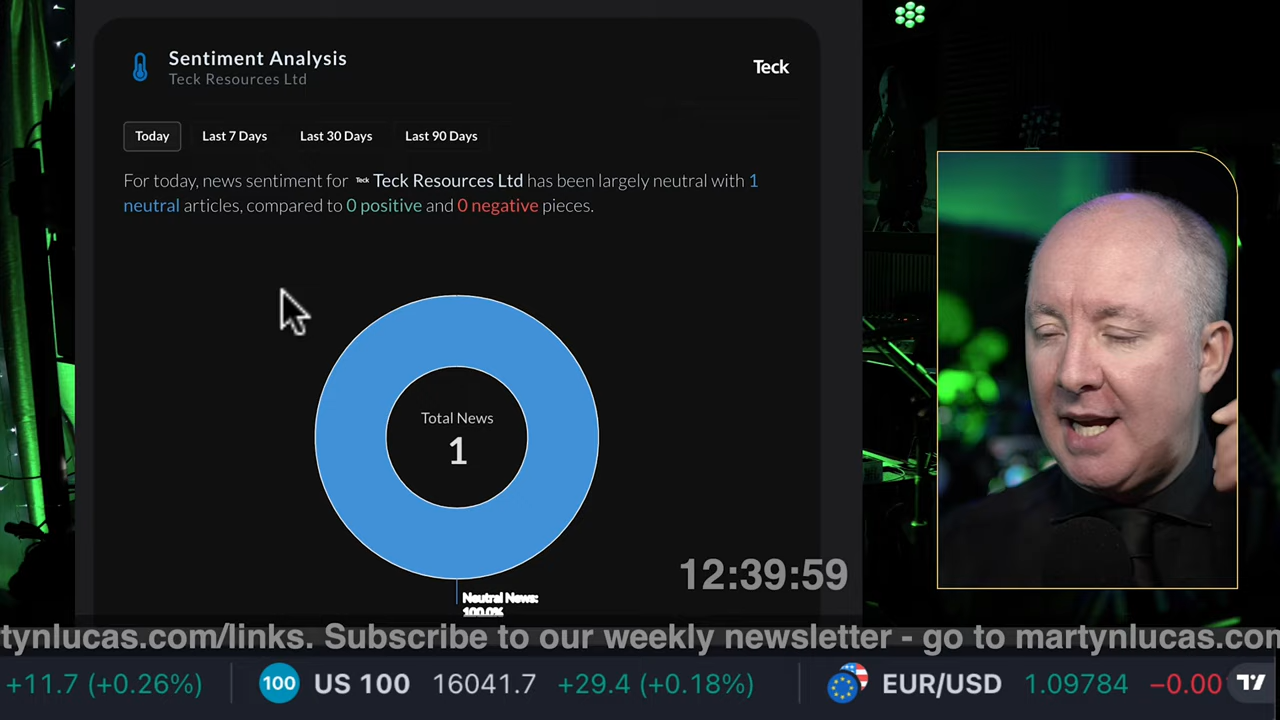 Sentiment Analysis
Teck Resources Ltd
Teck
Today Last 7 Days Last 30 Days Last 90 Days
For today, news sentiment for Teck Teck Resources Ltd has been largely neutral with 1
neutral articles, compared to 0 positive and 0 negative pieces.
Total News
1
Neutral News:
100.0%
12:39:59
tynlucas.com/links. Subscribe to our weekly newsletter - go to martynlucas.con
+11.7 (+0.26%) 100 US 100 16041.7 +29.4 (+0.18%) EUR/USD 1.09784 −0.00